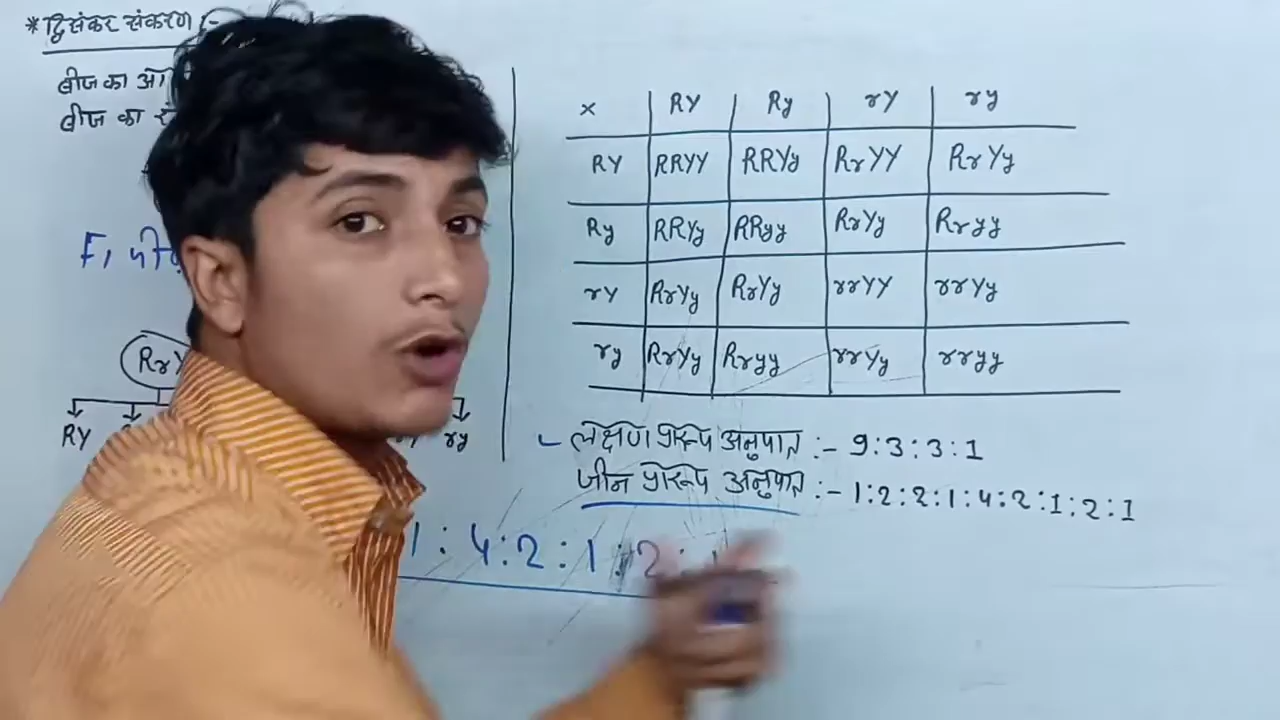 *द्विसंकर संकरण :-
बीज का आ
बीज का
F1 पी
RrY
RY
ry
× RY Ry rY ry
RY RRYY RRYy RrYY RrYy
Ry RRYy RRyy RrYy Rryy
rY RrYy RrYy rrYY rrYy
ry RrYy Rryy rrYy rryy
लक्षण प्ररूप अनुपात :- 9:3:3:1
जीन प्ररूप अनुपात :- 1:2:2:1:4:2:1:2:1
1:4:2:1:2:1